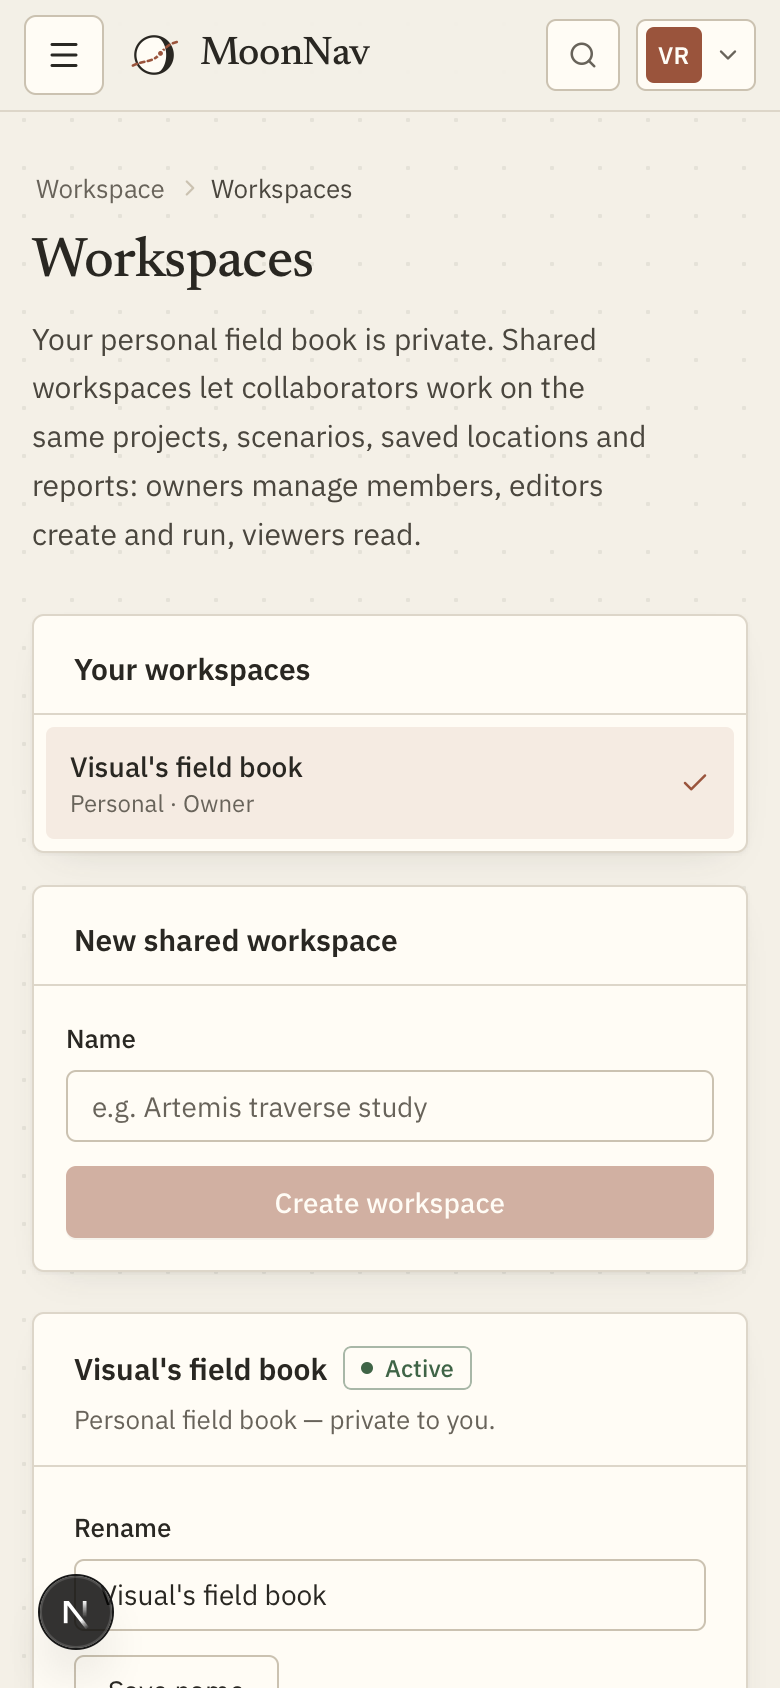 MoonNav
VR
Workspace > Workspaces
Workspaces
Your personal field book is private. Shared
workspaces let collaborators work on the
same projects, scenarios, saved locations and
reports: owners manage members, editors
create and run, viewers read.
Your workspaces
Visual's field book
Personal · Owner
New shared workspace
Name
e.g. Artemis traverse study
Create workspace
Visual's field book
Active
Personal field book — private to you.
Rename
Visual's field book
N
Save name